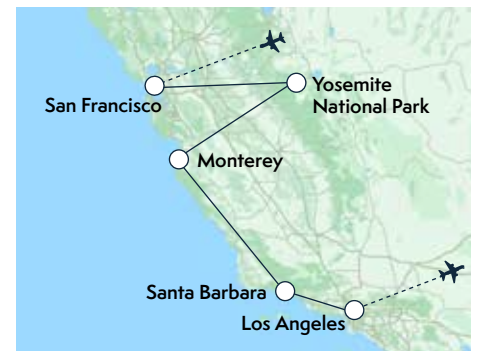 San Francisco
Yosemite
National Park
Monterey
Santa Barbara
Los Angeles